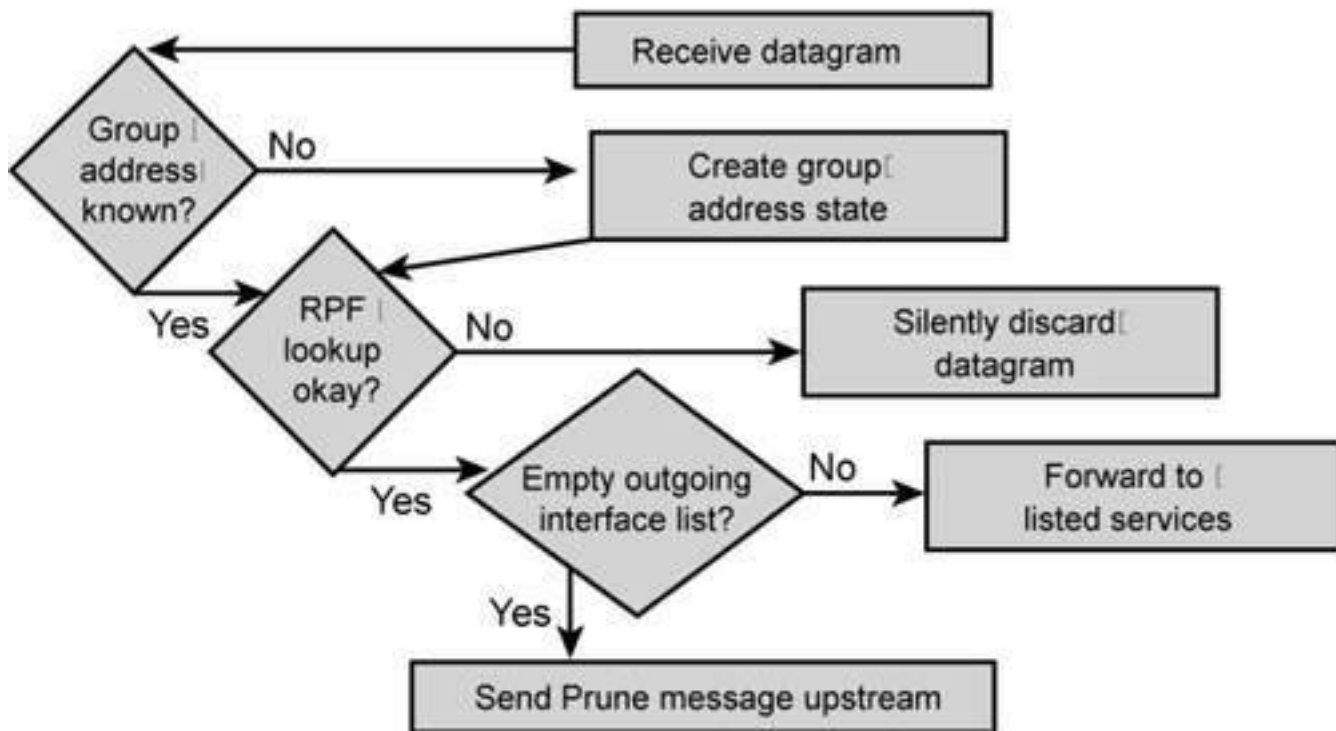 Receive datagram
Group
address
known?
No
Create group
address state
Yes
RPF
lookup
okay?
No
Silently discard
datagram
Yes
Empty outgoing
interface list?
No
Forward to
listed services
Yes
Send Prune message upstream